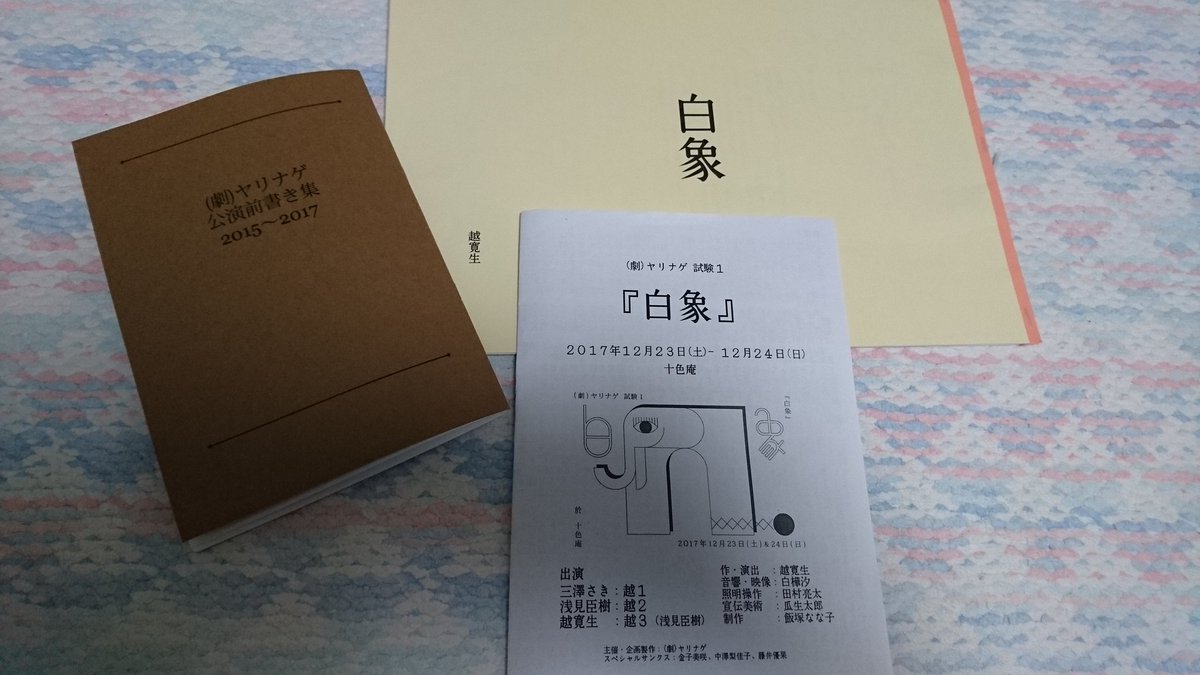 (劇)ヤリナゲ
公演前書き集
2015〜2017
白象
越寛生
(劇)ヤリナゲ 試験1
『白象』
2017年12月23日(土)- 12月24日(日)
十色庵
(劇)ヤリナゲ 試験1
『白象』
白象
於 十色庵
2017年12月23日(土)&24日(日)
出演
三澤さき:越1
浅見臣樹:越2
越寛生 :越3 (浅見臣樹)
作・演出 :越寛生
音響・映像:白樺汐
照明操作 :田村亮太
宣伝美術 :瓜生太郎
制作 :飯塚なな子
主催・企画製作:(劇)ヤリナゲ
スペシャルサンクス:金子美咲、中澤梨佳子、藤井優果